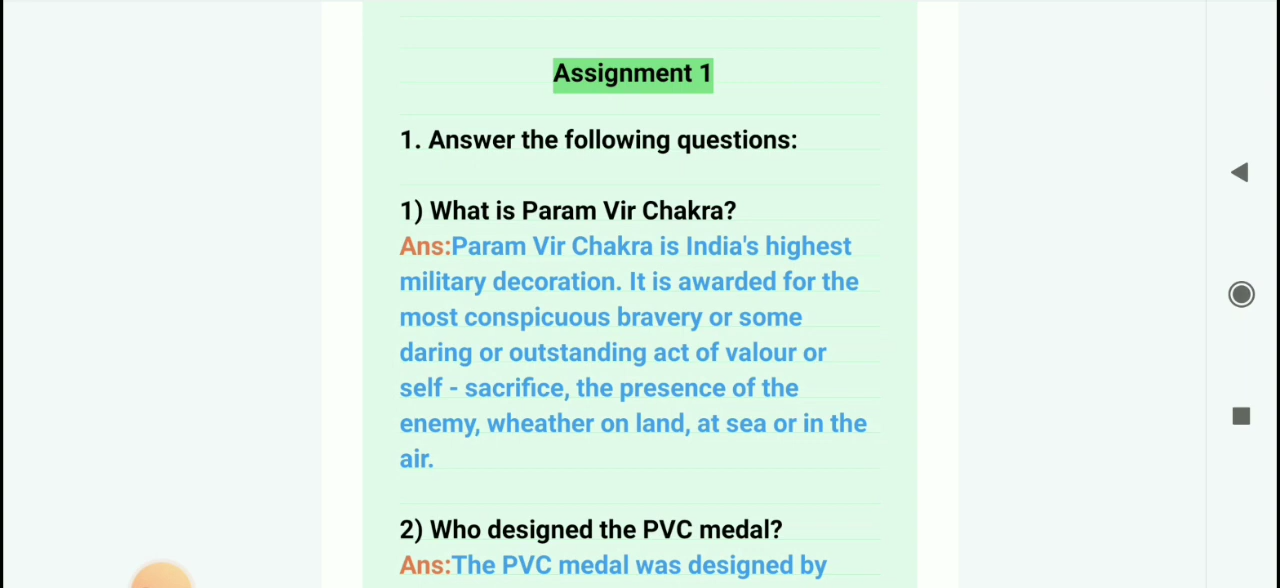 Assignment 1
1. Answer the following questions:
1) What is Param Vir Chakra?
Ans:Param Vir Chakra is India's highest
military decoration. It is awarded for the
most conspicuous bravery or some
daring or outstanding act of valour or
self - sacrifice, the presence of the
enemy, wheather on land, at sea or in the
air.
2) Who designed the PVC medal?
Ans:The PVC medal was designed by